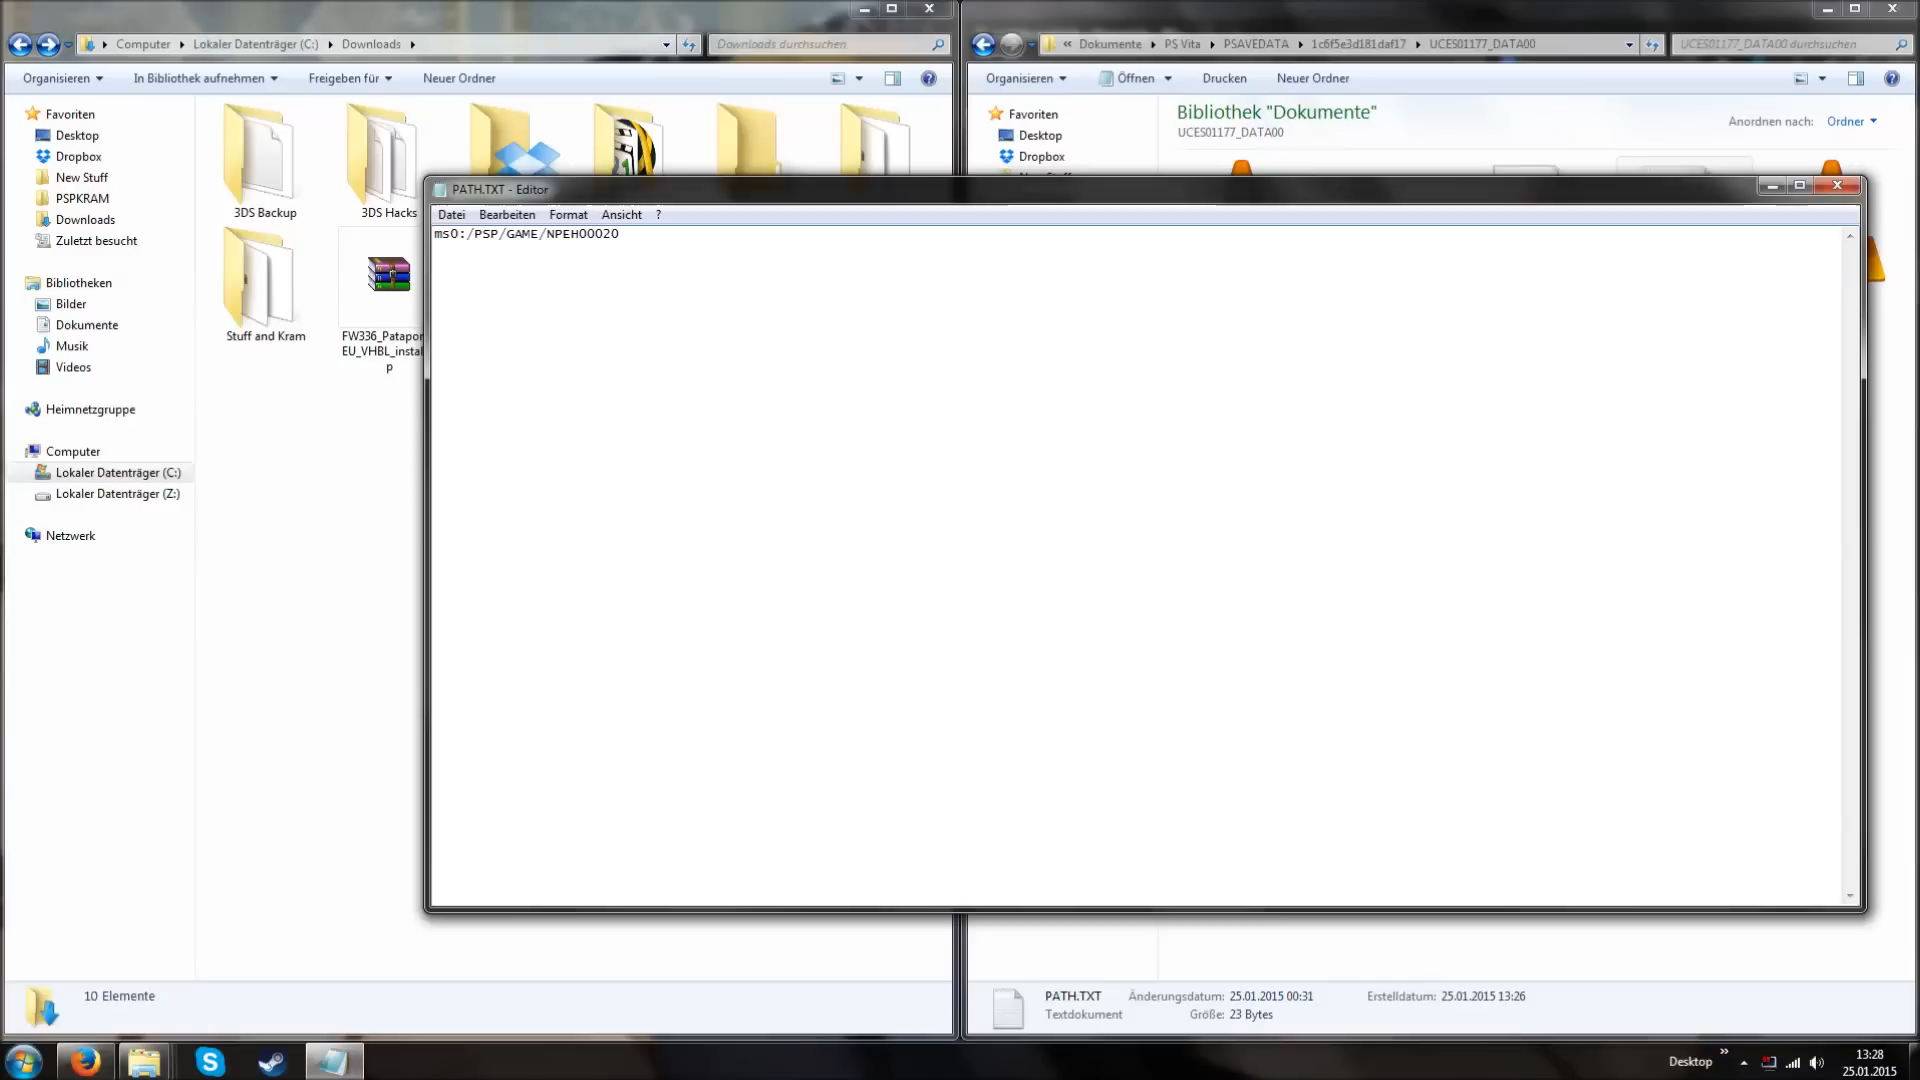 Computer
Lokaler Datenträger (C:)
Downloads
Downloads durchsuchen
Organisieren
In Bibliothek aufnehmen
Freigeben für
Neuer Ordner
Favoriten
Desktop
Dropbox
New Stuff
PSPKRAM
Downloads
Zuletzt besucht
Bibliotheken
Bilder
Dokumente
Musik
Videos
Heimnetzgruppe
Computer
Lokaler Datenträger (C:)
Lokaler Datenträger (Z:)
Netzwerk
3DS Backup
3DS Hacks
Stuff and Kram
FW336_Patapon
EU_VHBL_instal
p
10 Elemente
« Dokumente
PS Vita
PSAVEDATA
1c6f5e3d181daf17
UCES01177_DATA00
UCES01177_DATA00 durchsuchen
Organisieren
Öffnen
Drucken
Neuer Ordner
Favoriten
Desktop
Dropbox
Bibliothek "Dokumente"
UCES01177_DATA00
Anordnen nach:
Ordner
PATH.TXT - Editor
Datei
Bearbeiten
Format
Ansicht
?
ms0:/PSP/GAME/NPEH00020
PATH.TXT
Änderungsdatum: 25.01.2015 00:31
Erstelldatum: 25.01.2015 13:26
Textdokument
Größe: 23 Bytes
Desktop
»
13:28
25.01.2015